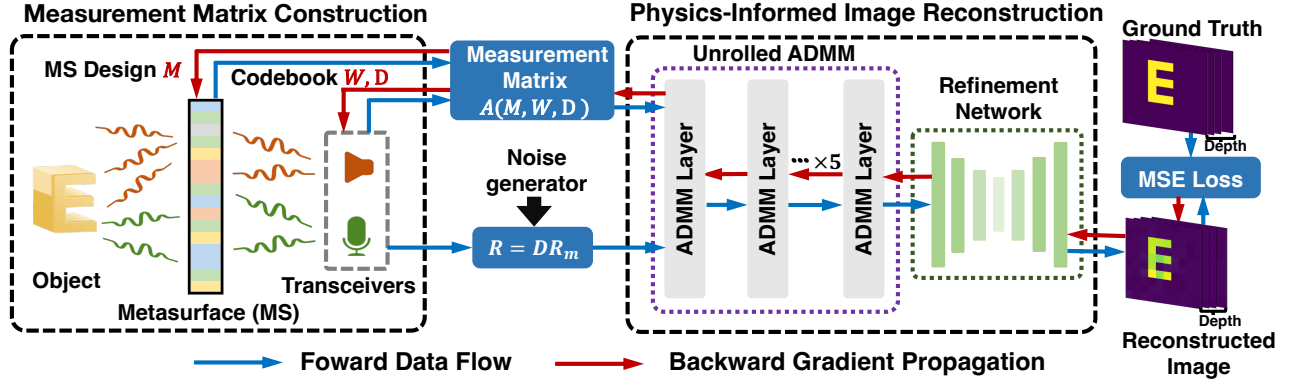 Measurement Matrix Construction
MS Design M
Codebook W, D
Object
Metasurface (MS)
Transceivers
Measurement
Matrix
A(M, W, D )
Noise
generator
R = DRₘ
Physics-Informed Image Reconstruction
Unrolled ADMM
ADMM Layer
ADMM Layer
... ×5
ADMM Layer
Refinement
Network
Ground Truth
E
Depth
MSE Loss
E
Depth
Reconstructed
Image
Foward Data Flow
Backward Gradient Propagation